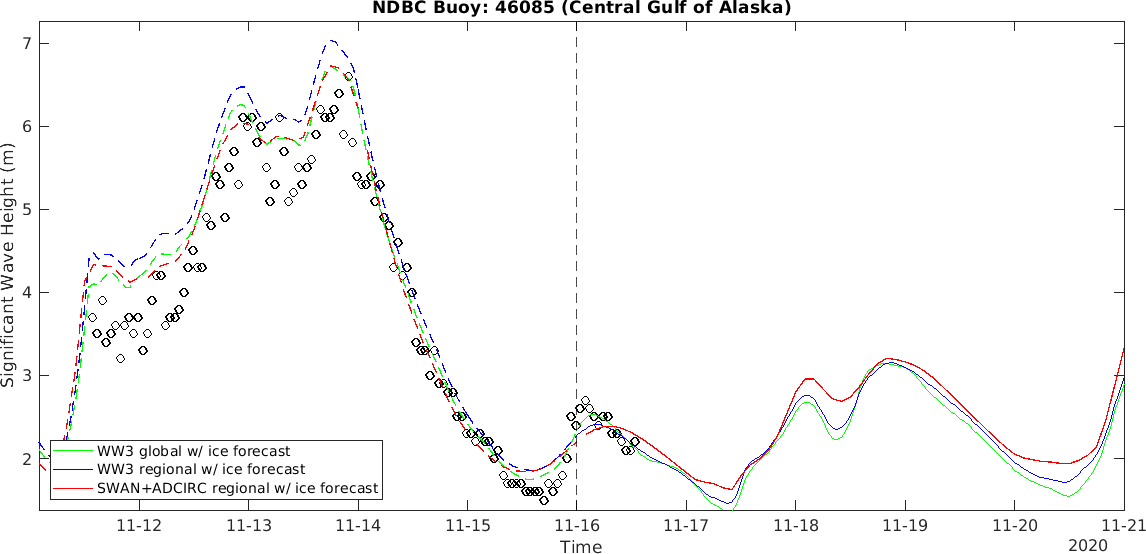 NDBC Buoy: 46085 (Central Gulf of Alaska)
7
6
5
4
3
2
Significant Wave Height (m)
WW3 global w/ ice forecast
WW3 regional w/ ice forecast
SWAN+ADCIRC regional w/ ice forecast
11-12 11-13 11-14 11-15 11-16 11-17 11-18 11-19 11-20 11-21
Time
2020